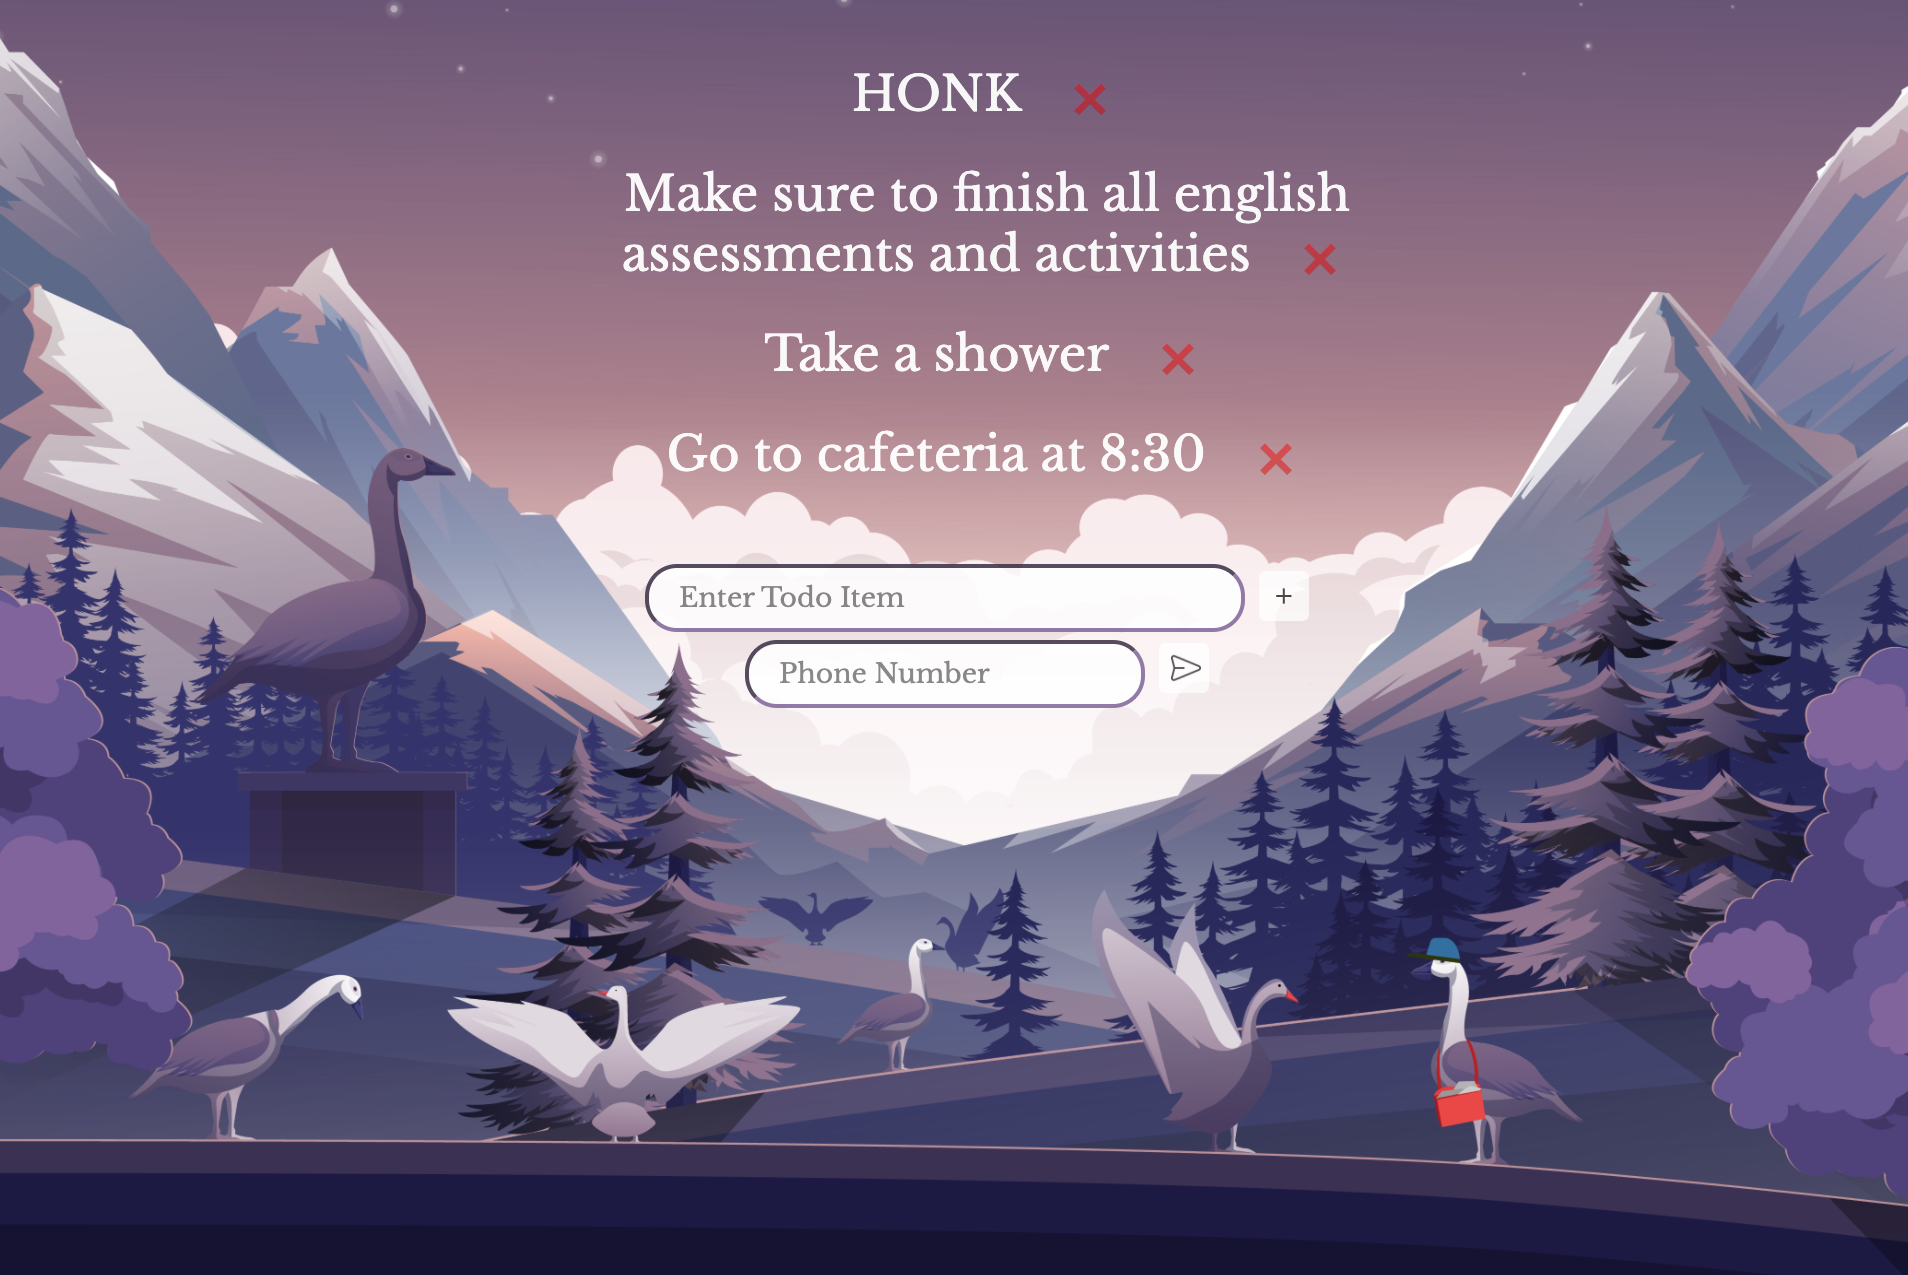 HONK
Make sure to finish all english
assessments and activities
Take a shower
Go to cafeteria at 8:30
Enter Todo Item
+
Phone Number